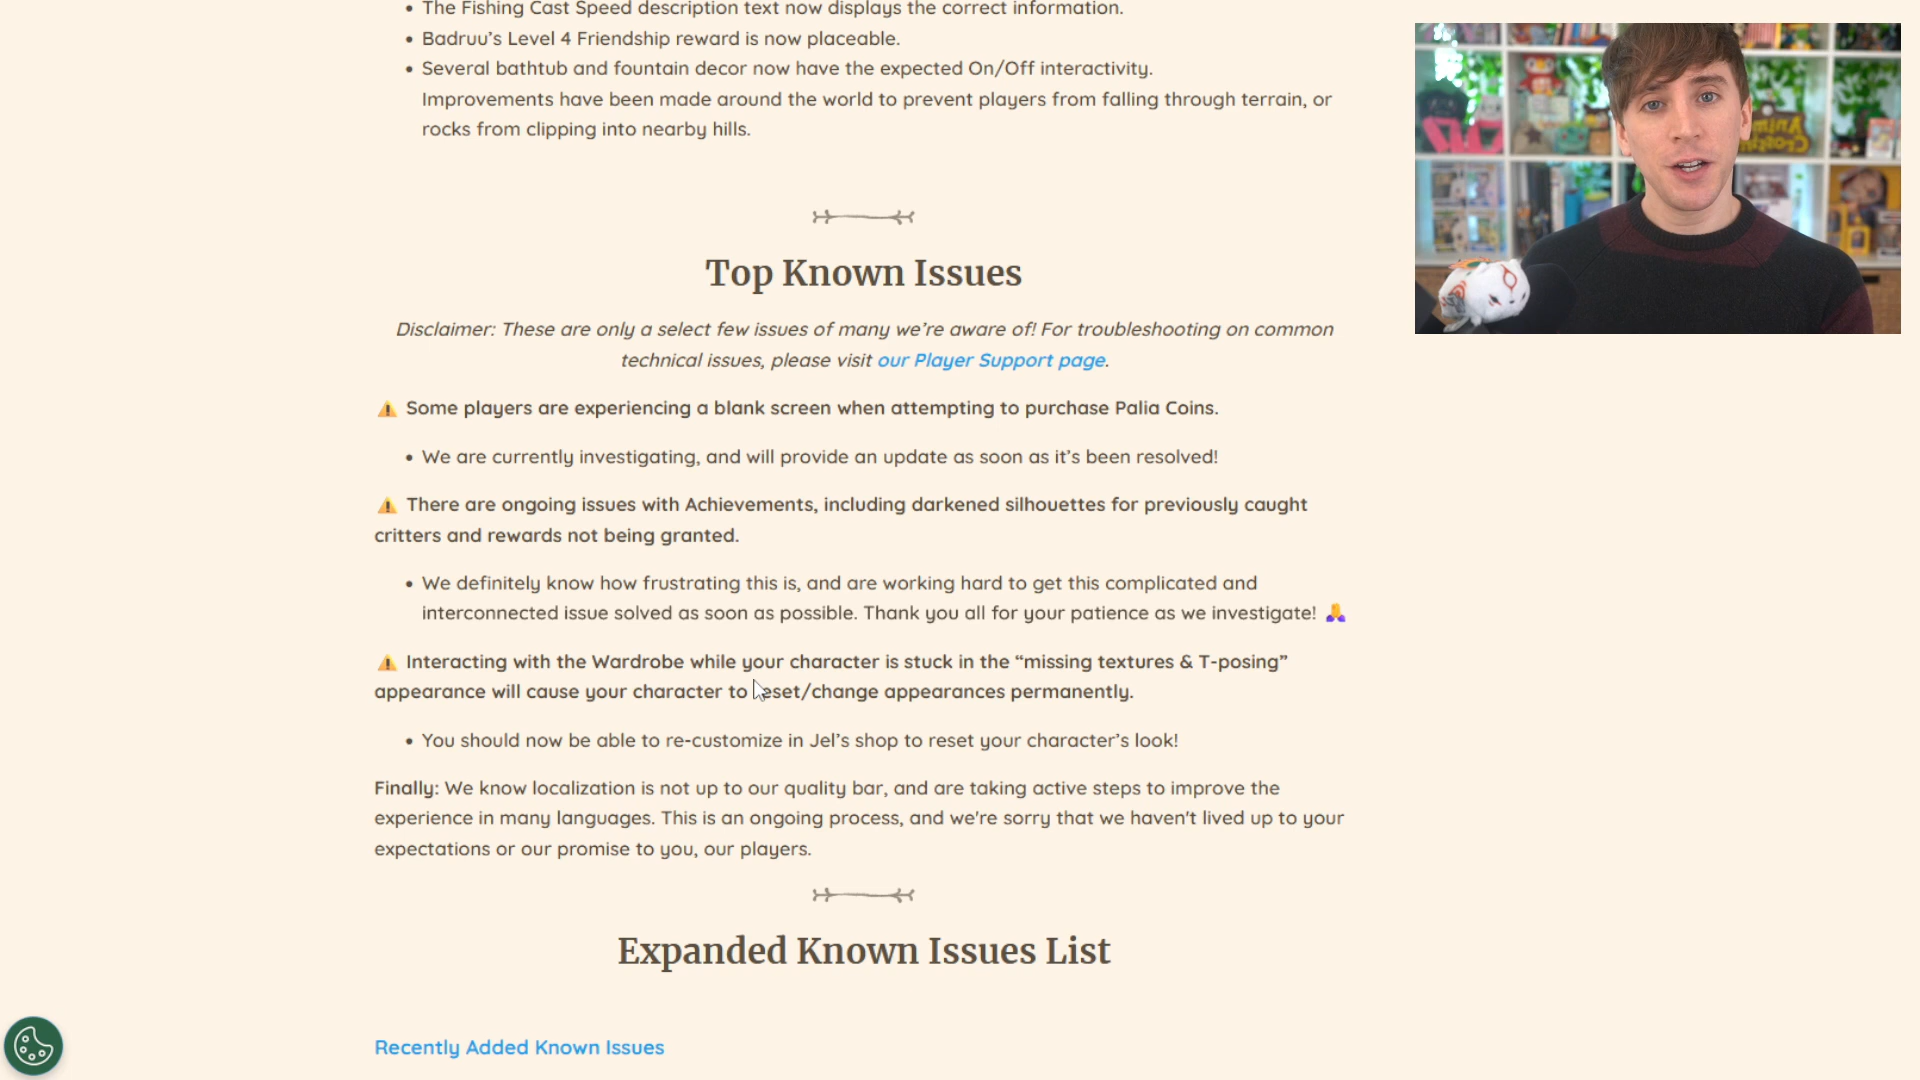 The Fishing Cast Speed description text now displays the correct information.
Badruu’s Level 4 Friendship reward is now placeable.
Several bathtub and fountain decor now have the expected On/Off interactivity.
Improvements have been made around the world to prevent players from falling through terrain, or
rocks from clipping into nearby hills.
Top Known Issues
Disclaimer: These are only a select few issues of many we’re aware of! For troubleshooting on common
technical issues, please visit our Player Support page.
Some players are experiencing a blank screen when attempting to purchase Palia Coins.
We are currently investigating, and will provide an update as soon as it’s been resolved!
There are ongoing issues with Achievements, including darkened silhouettes for previously caught
critters and rewards not being granted.
We definitely know how frustrating this is, and are working hard to get this complicated and
interconnected issue solved as soon as possible. Thank you all for your patience as we investigate!
Interacting with the Wardrobe while your character is stuck in the “missing textures & T-posing”
appearance will cause your character to reset/change appearances permanently.
You should now be able to re-customize in Jel’s shop to reset your character’s look!
Finally: We know localization is not up to our quality bar, and are taking active steps to improve the
experience in many languages. This is an ongoing process, and we're sorry that we haven't lived up to your
expectations or our promise to you, our players.
Expanded Known Issues List
Recently Added Known Issues